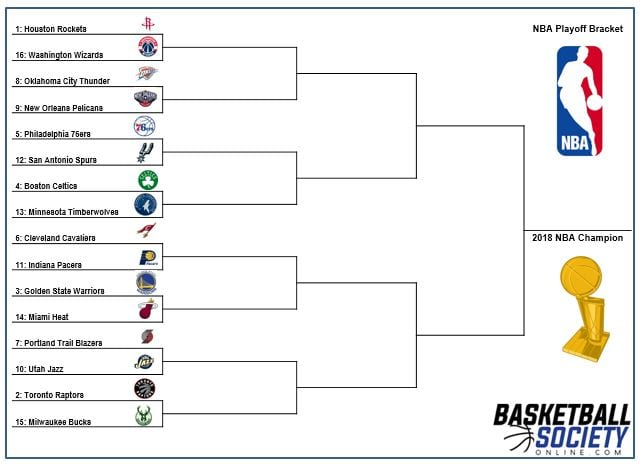 NBA Playoff Bracket
1: Houston Rockets
16: Washington Wizards
8: Oklahoma City Thunder
9: New Orleans Pelicans
5: Philadelphia 76ers
76ERS
12: San Antonio Spurs
4: Boston Celtics
13: Minnesota Timberwolves
6: Cleveland Cavaliers
11: Indiana Pacers
3: Golden State Warriors
14: Miami Heat
7: Portland Trail Blazers
10: Utah Jazz
2: Toronto Raptors
15: Milwaukee Bucks
NBA
2018 NBA Champion
BASKETBALL
SOCIETY
ONLINE.COM